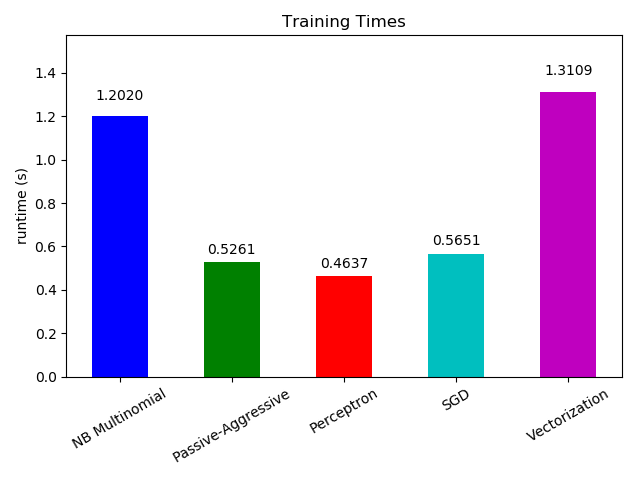 Training Times
runtime (s)
1.4
1.2
1.0
0.8
0.6
0.4
0.2
0.0
1.2020
0.5261
0.4637
0.5651
1.3109
NB Multinomial
Passive-Aggressive
Perceptron
SGD
Vectorization